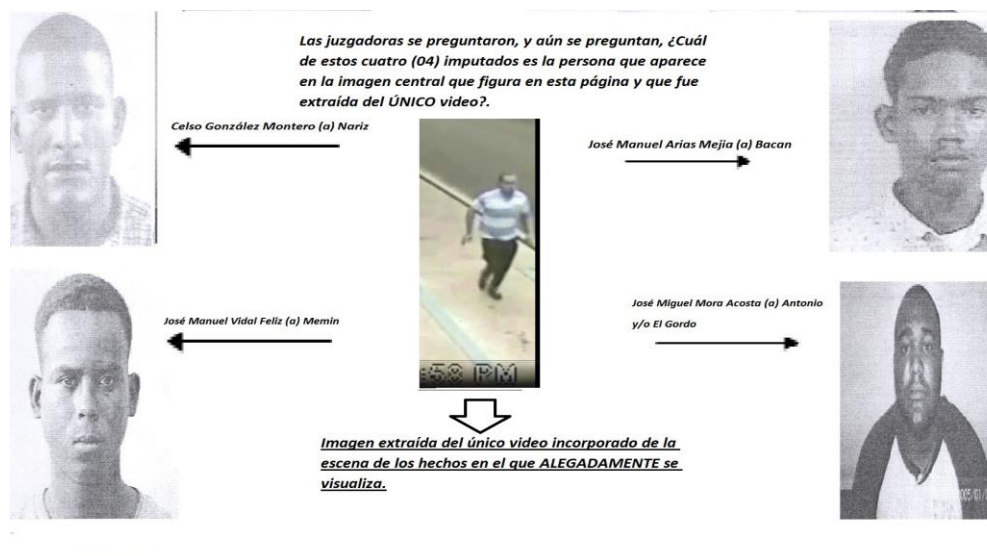 Las juzgadoras se preguntaron, y aún se preguntan, ¿Cuál
de estos cuatro (04) imputados es la persona que aparece
en la imagen central que figura en esta página y que fue
extraída del ÚNICO video?.
Celso González Montero (a) Nariz
José Manuel Arias Mejia (a) Bacan
José Manuel Vidal Feliz (a) Memin
José Miguel Mora Acosta (a) Antonio
y/o El Gordo
:58 PM
Imagen extraída del único video incorporado de la
escena de los hechos en el que ALEGADAMENTE se
visualiza.